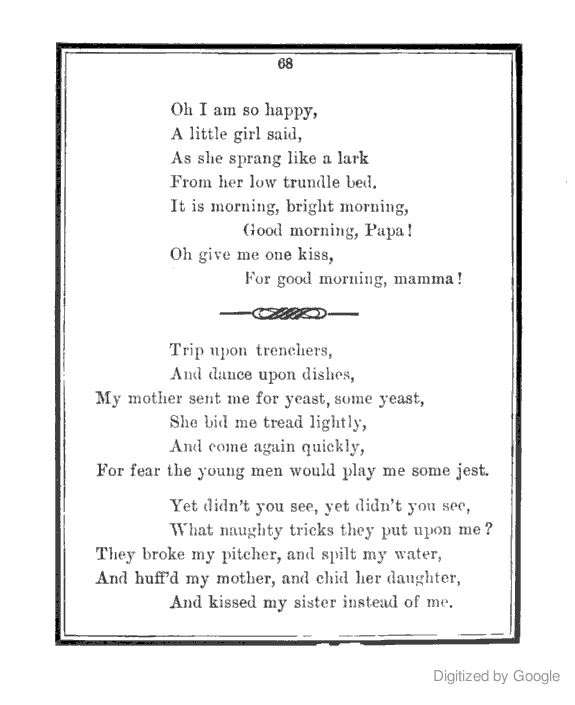 68
Oh I am so happy,
A little girl said,
As she sprang like a lark
From her low trundle bed.
It is morning, bright morning,
Good morning, Papa!
Oh give me one kiss,
For good morning, mamma!
Trip upon trenchers,
And dance upon dishes,
My mother sent me for yeast, some yeast,
She bid me tread lightly,
And come again quickly,
For fear the young men would play me some jest.
Yet didn't you see, yet didn't you see,
What naughty tricks they put upon me?
They broke my pitcher, and spilt my water,
And huff'd my mother, and chid her daughter,
And kissed my sister instead of me.
Digitized by Google